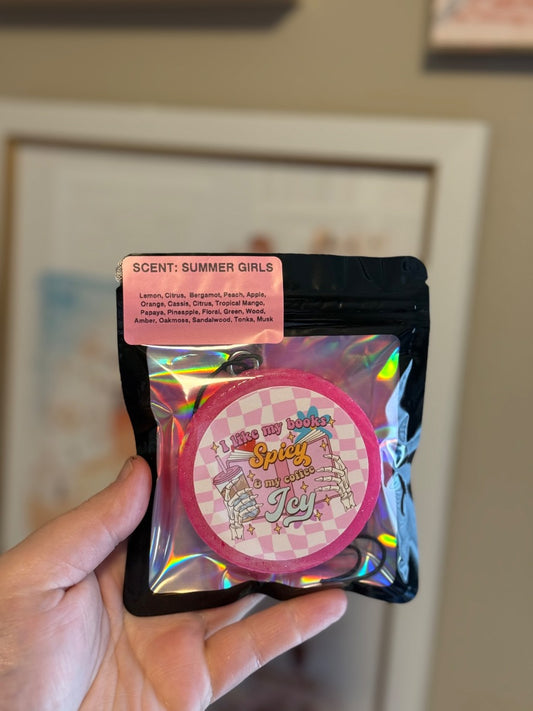 SCENT: SUMMER GIRLS
Lemon, Citrus, Bergamot, Peach, Apple,
Orange, Cassis, Citrus, Tropical Mango,
Papaya, Pineapple, Floral, Green, Wood,
Amber, Oakmoss, Sandalwood, Tonka, Musk
I like my books
Spicy
& my coffee
Icy